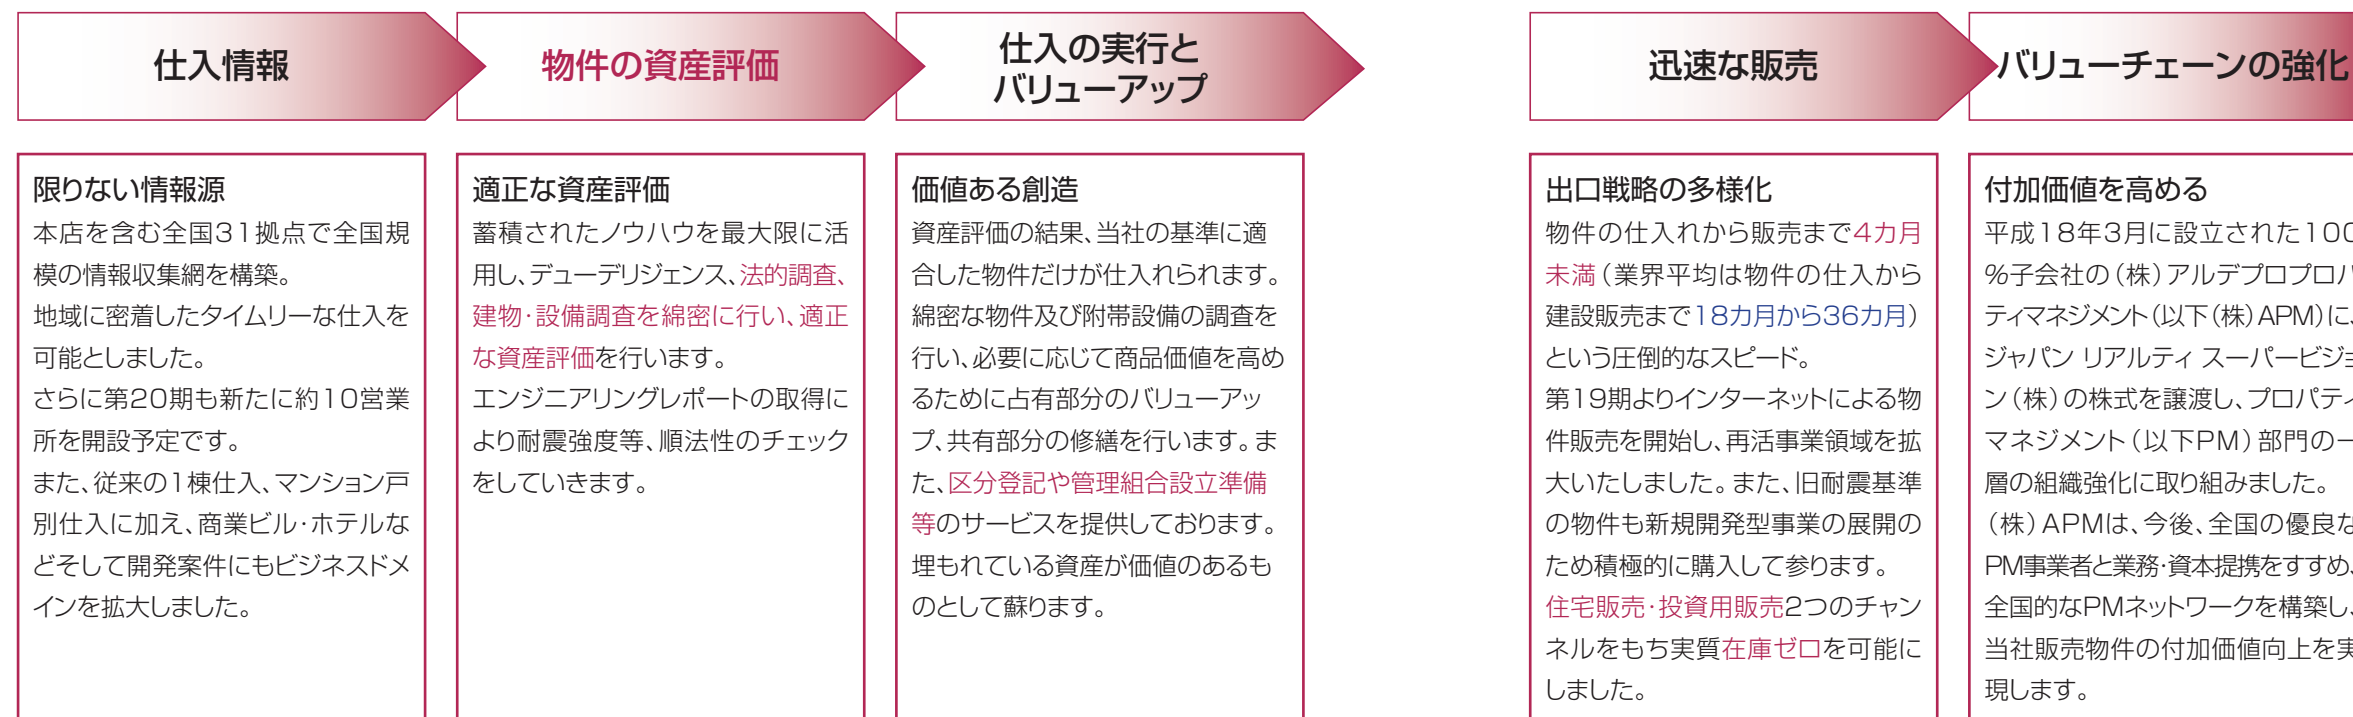 仕入情報
物件の資産評価
仕入の実行と
バリューアップ
迅速な販売
バリューチェーンの強化
限りない情報源
本店を含む全国31拠点で全国規
模の情報収集網を構築。
地域に密着したタイムリーな仕入を
可能としました。
さらに第20期も新たに約10営業
所を開設予定です。
また、従来の1棟仕入、マンション戸
別仕入に加え、商業ビル・ホテルな
どそして開発案件にもビジネスドメ
インを拡大しました。
適正な資産評価
蓄積されたノウハウを最大限に活
用し、デューデリジェンス、法的調査、
建物・設備調査を綿密に行い、適正
な資産評価を行います。
エンジニアリングレポートの取得に
より耐震強度等、順法性のチェック
をしていきます。
価値ある創造
資産評価の結果、当社の基準に適
合した物件だけが仕入れられます。
綿密な物件及び附帯設備の調査を
行い、必要に応じて商品価値を高め
るために占有部分のバリューアッ
プ、共有部分の修繕を行います。ま
た、区分登記や管理組合設立準備
等のサービスを提供しております。
埋もれている資産が価値のあるも
のとして蘇ります。
出口戦略の多様化
物件の仕入れから販売まで4カ月
未満（業界平均は物件の仕入から
建設販売まで18カ月から36カ月）
という圧倒的なスピード。
第19期よりインターネットによる物
件販売を開始し、再活事業領域を拡
大いたしました。また、旧耐震基準
の物件も新規開発型事業の展開の
ため積極的に購入して参ります。
住宅販売・投資用販売2つのチャン
ネルをもち実質在庫ゼロを可能に
しました。
付加価値を高める
平成18年3月に設立された100
%子会社の（株）アルデプロプロパ
ティマネジメント（以下（株）APM）に、
ジャパン リアルティ スーパービジョ
ン（株）の株式を譲渡し、プロパティ
マネジメント（以下PM）部門の一
層の組織強化に取り組みました。
（株）APMは、今後、全国の優良な
PM事業者と業務・資本提携をすすめ、
全国的なPMネットワークを構築し、
当社販売物件の付加価値向上を実
現します。